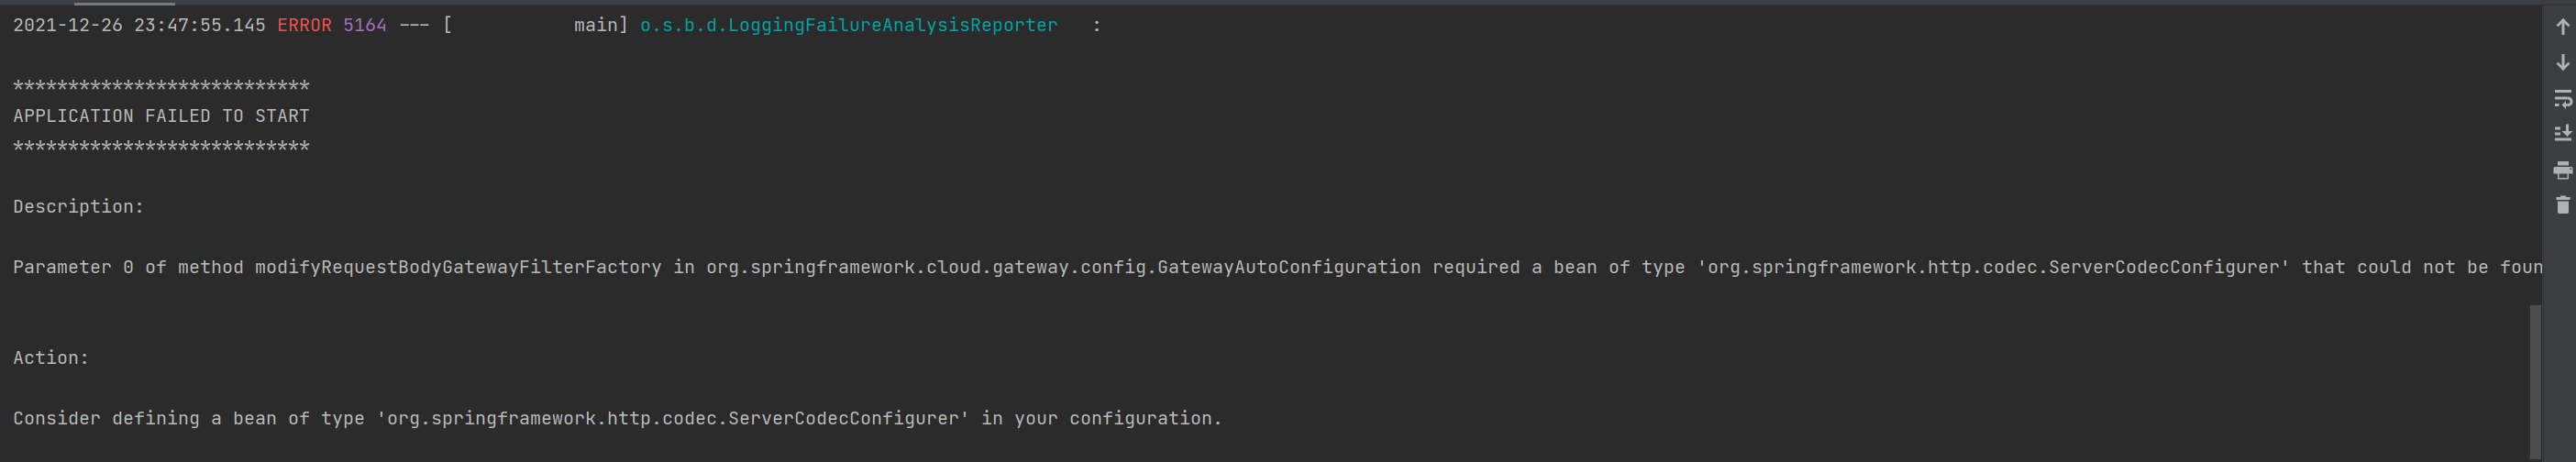 2021-12-26 23:47:55.145 ERROR 5164 --- [           main] o.s.b.d.LoggingFailureAnalysisReporter   :
***************************
APPLICATION FAILED TO START
***************************
Description:
Parameter 0 of method modifyRequestBodyGatewayFilterFactory in org.springframework.cloud.gateway.config.GatewayAutoConfiguration required a bean of type 'org.springframework.http.codec.ServerCodecConfigurer' that could not be foun
Action:
Consider defining a bean of type 'org.springframework.http.codec.ServerCodecConfigurer' in your configuration.